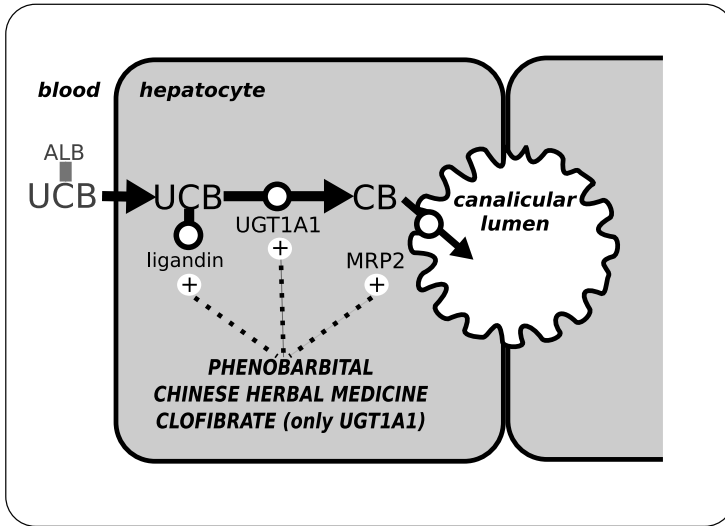 blood
hepatocyte
ALB
UCB
UCB
CB
canalicular
lumen
UGT1A1
+
ligandin
+
MRP2
+
PHENOBARBITAL
CHINESE HERBAL MEDICINE
CLOFIBRATE (only UGT1A1)